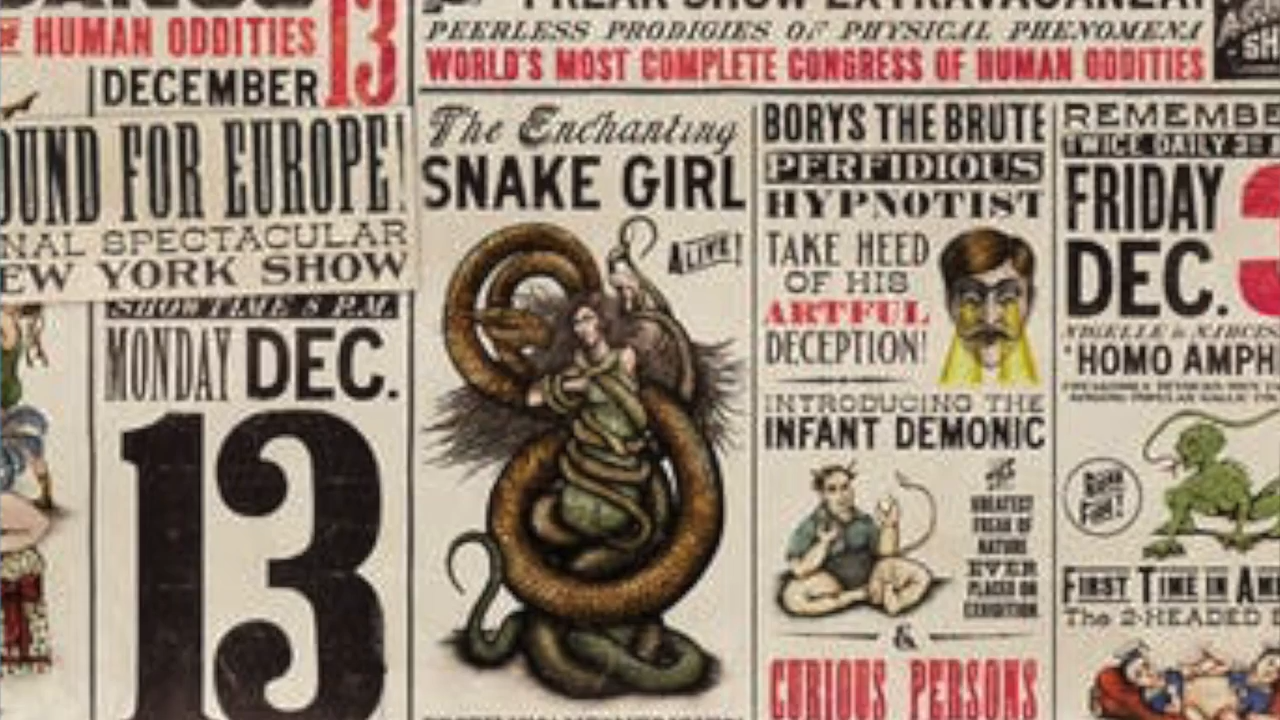 OF HUMAN ODDITIES
13
DECEMBER
OUND FOR EUROPE!
NAL SPECTACULAR
EW YORK SHOW
SHOWTIME 8 P.M.
MONDAY DEC.
13
FREAK SHOW EXTRAVAGANZA!
PEERLESS PRODIGIES OF PHYSICAL PHENOMENA
WORLD'S MOST COMPLETE CONGRESS OF HUMAN ODDITIES
The Enchanting
SNAKE GIRL
ALIVE!
BORYS THE BRUTE
PERFIDIOUS
HYPNOTIST
TAKE HEED
OF HIS
ARTFUL
DECEPTION!
INTRODUCING THE
INFANT DEMONIC
THE
GREATEST
FREAK OF
NATURE
EVER
PLACED ON
EXHIBITION
&
CURIOUS PERSONS
SH
REMEMBE
TWICE DAILY
FRIDAY
DEC.
3
"HOMO AMPH
FIRST TIME IN AM
The 2-HEADED